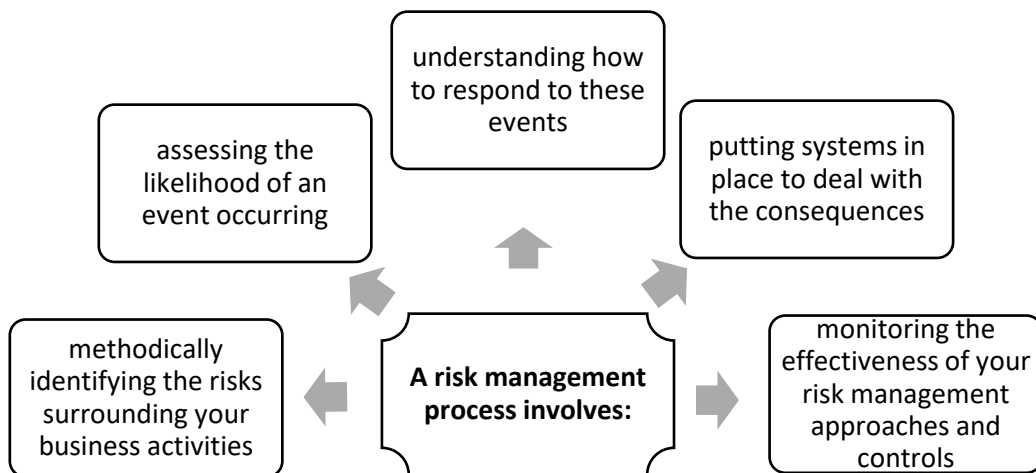 understanding how
to respond to these
events
assessing the
likelihood of an
event occurring
putting systems in
place to deal with
the consequences
methodically
identifying the risks
surrounding your
business activities
A risk management
process involves:
monitoring the
effectiveness of your
risk management
approaches and
controls